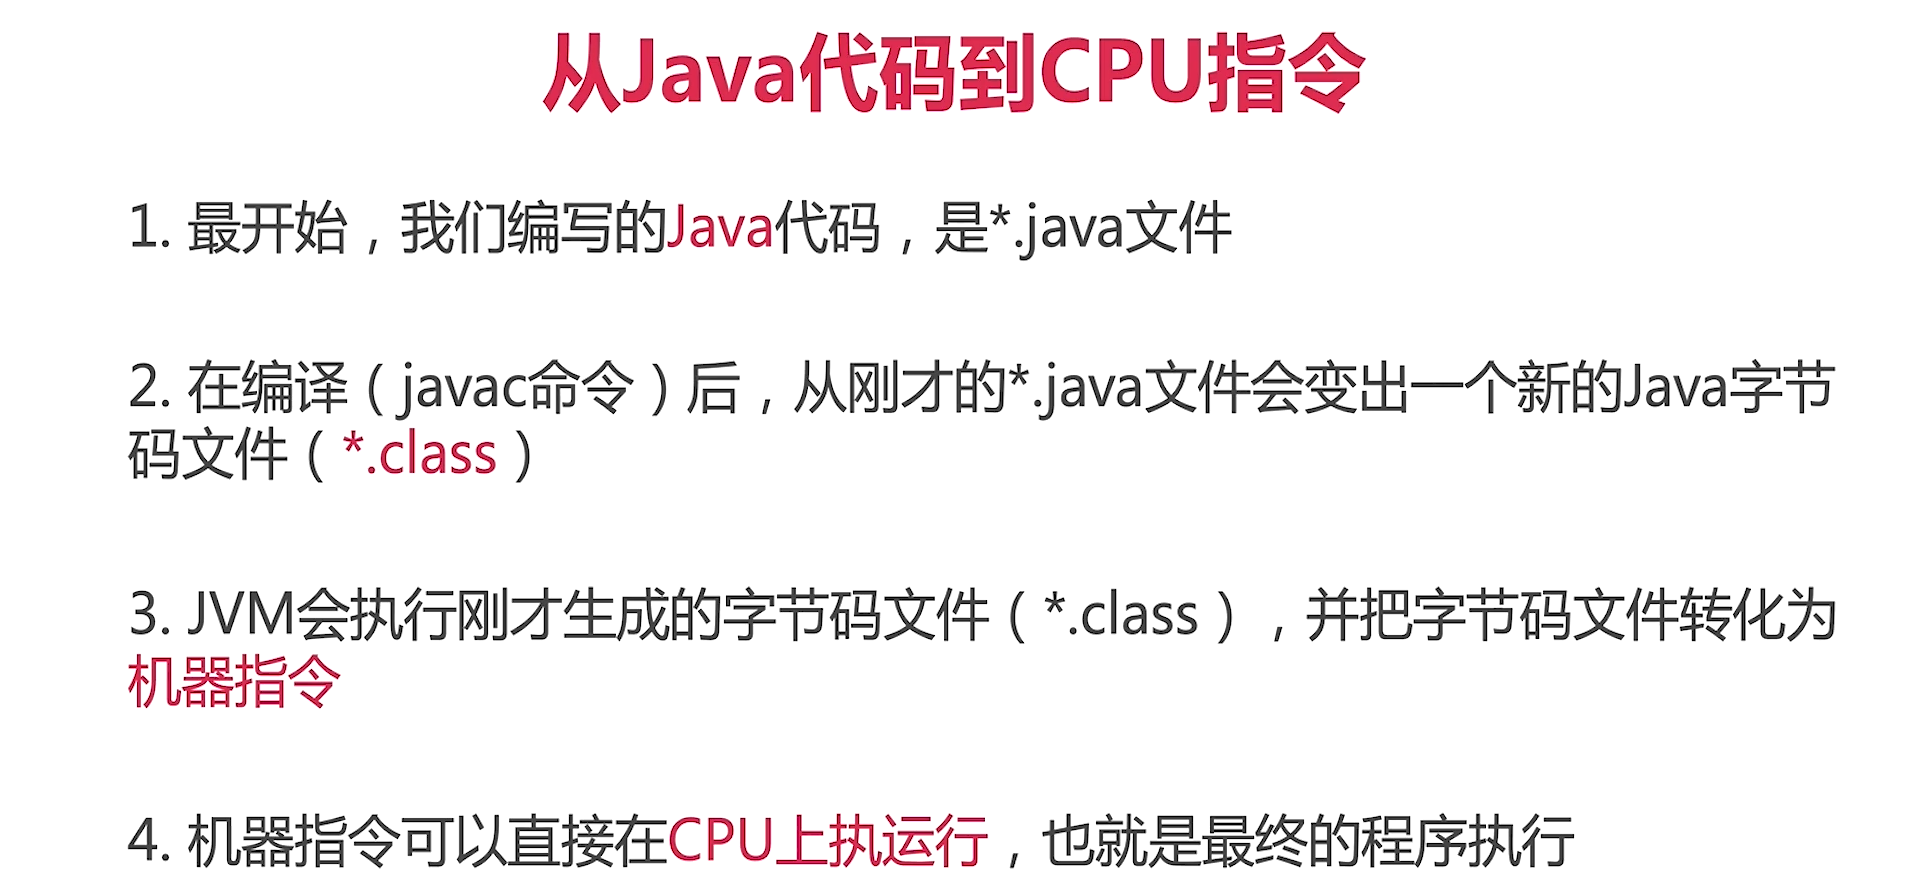 从Java代码到CPU指令
1. 最开始，我们编写的Java代码，是*.java文件
2. 在编译（javac命令）后，从刚才的*.java文件会变出一个新的Java字节
码文件（*.class）
3. JVM会执行刚才生成的字节码文件（*.class），并把字节码文件转化为
机器指令
4. 机器指令可以直接在CPU上执运行，也就是最终的程序执行